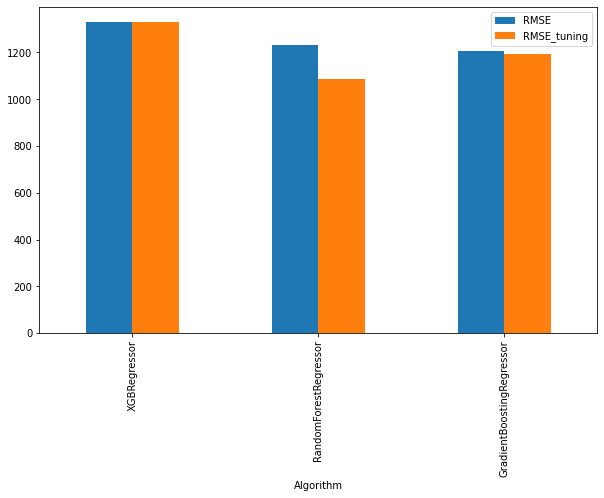 RMSE
RMSE_tuning
1200
1000
800
600
400
200
0
XGBRegressor
RandomForestRegressor
GradientBoostingRegressor
Algorithm